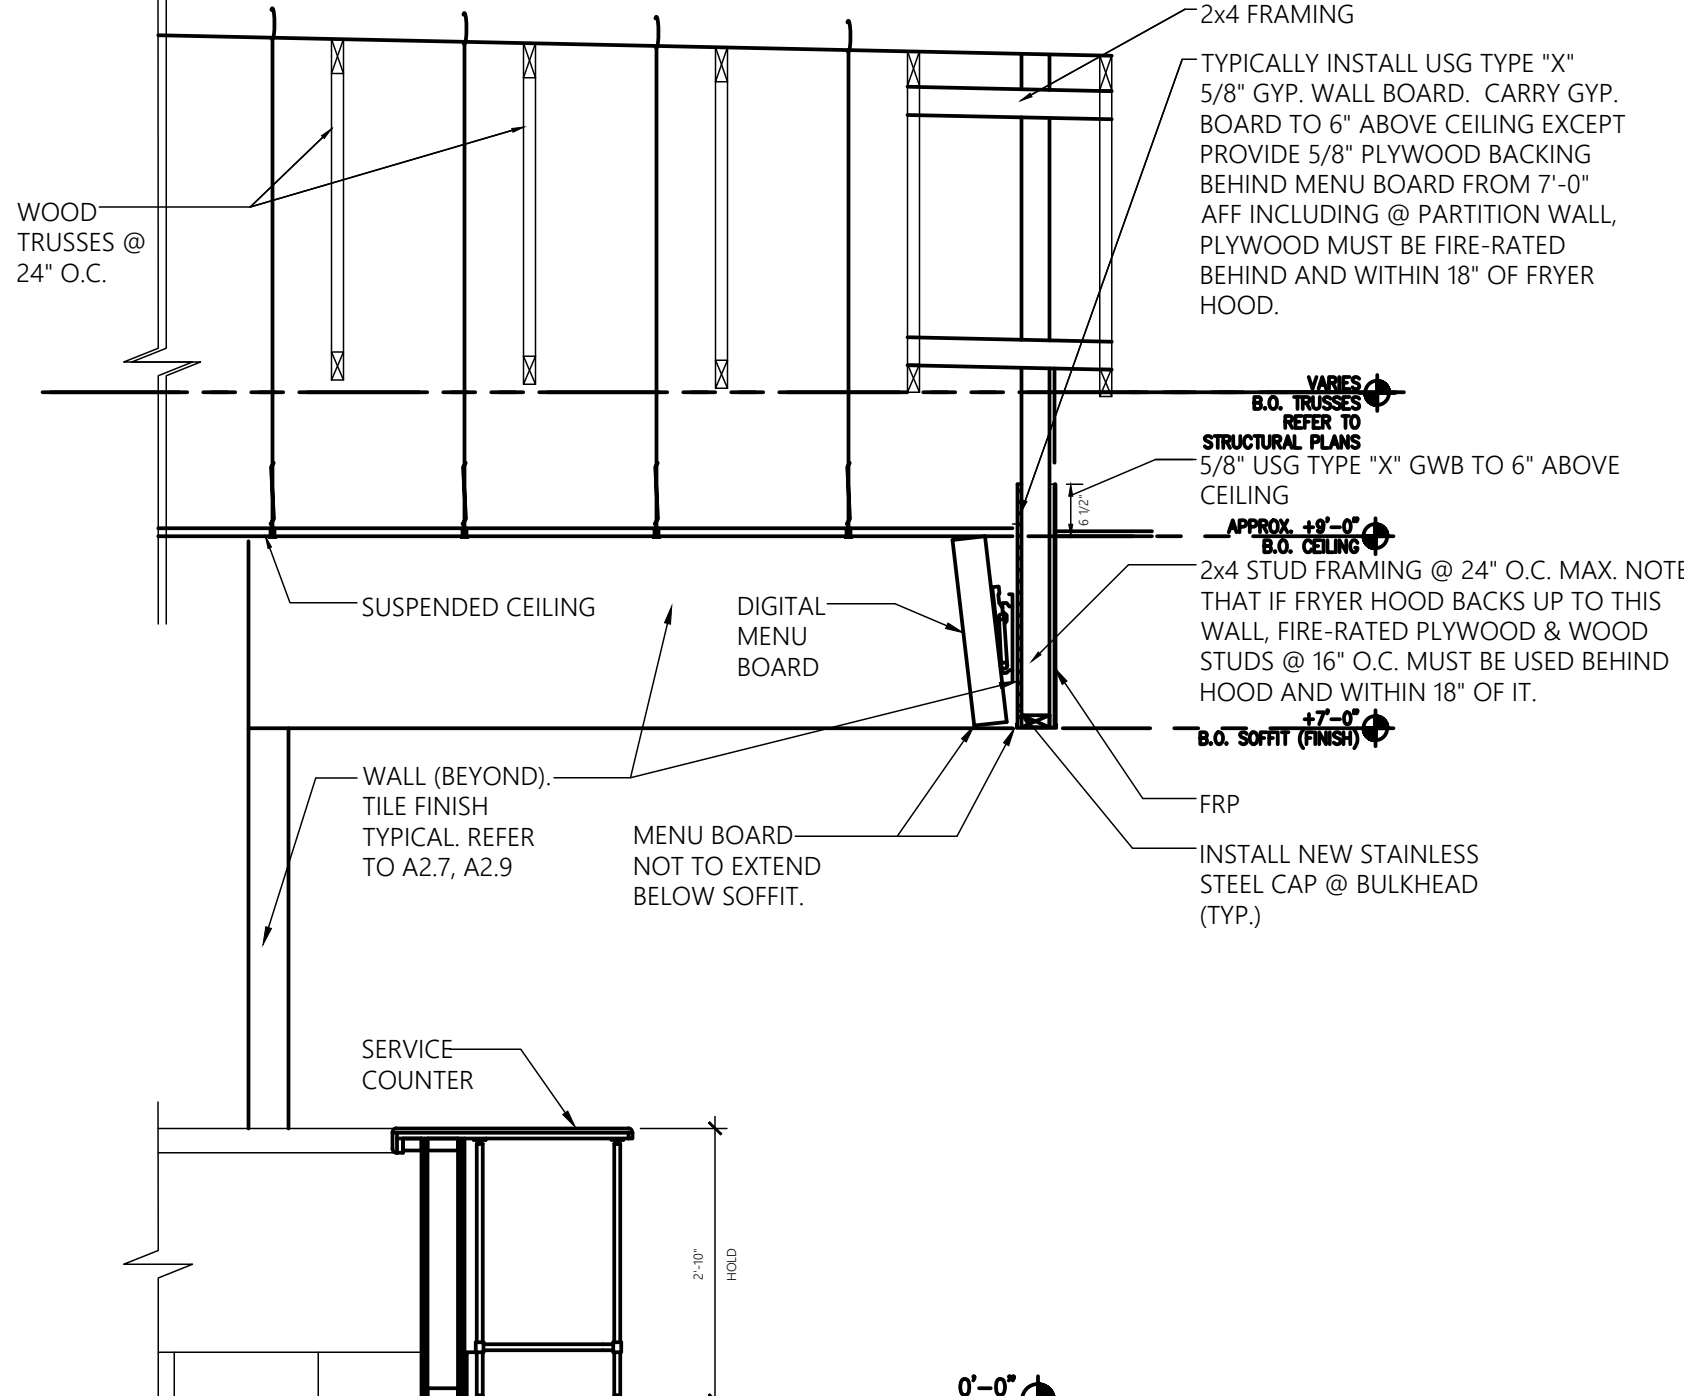 2x4 FRAMING
TYPICALLY INSTALL USG TYPE "X"
5/8" GYP. WALL BOARD.  CARRY GYP.
BOARD TO 6" ABOVE CEILING EXCEPT
PROVIDE 5/8" PLYWOOD BACKING
BEHIND MENU BOARD FROM 7'-0"
AFF INCLUDING @ PARTITION WALL,
PLYWOOD MUST BE FIRE-RATED
BEHIND AND WITHIN 18" OF FRYER
HOOD.
WOOD
TRUSSES @
24" O.C.
VARIES
B.O. TRUSSES
REFER TO
STRUCTURAL PLANS
5/8" USG TYPE "X" GWB TO 6" ABOVE
CEILING
6 1/2"
APPROX. +9'-0"
B.O. CEILING
2x4 STUD FRAMING @ 24" O.C. MAX. NOTE
THAT IF FRYER HOOD BACKS UP TO THIS
WALL, FIRE-RATED PLYWOOD & WOOD
STUDS @ 16" O.C. MUST BE USED BEHIND
HOOD AND WITHIN 18" OF IT.
SUSPENDED CEILING
DIGITAL
MENU
BOARD
+7'-0"
B.O. SOFFIT (FINISH)
WALL (BEYOND).
TILE FINISH
TYPICAL. REFER
TO A2.7, A2.9
MENU BOARD
NOT TO EXTEND
BELOW SOFFIT.
FRP
INSTALL NEW STAINLESS
STEEL CAP @ BULKHEAD
(TYP.)
SERVICE
COUNTER
2'-10"
HOLD
0'-0"